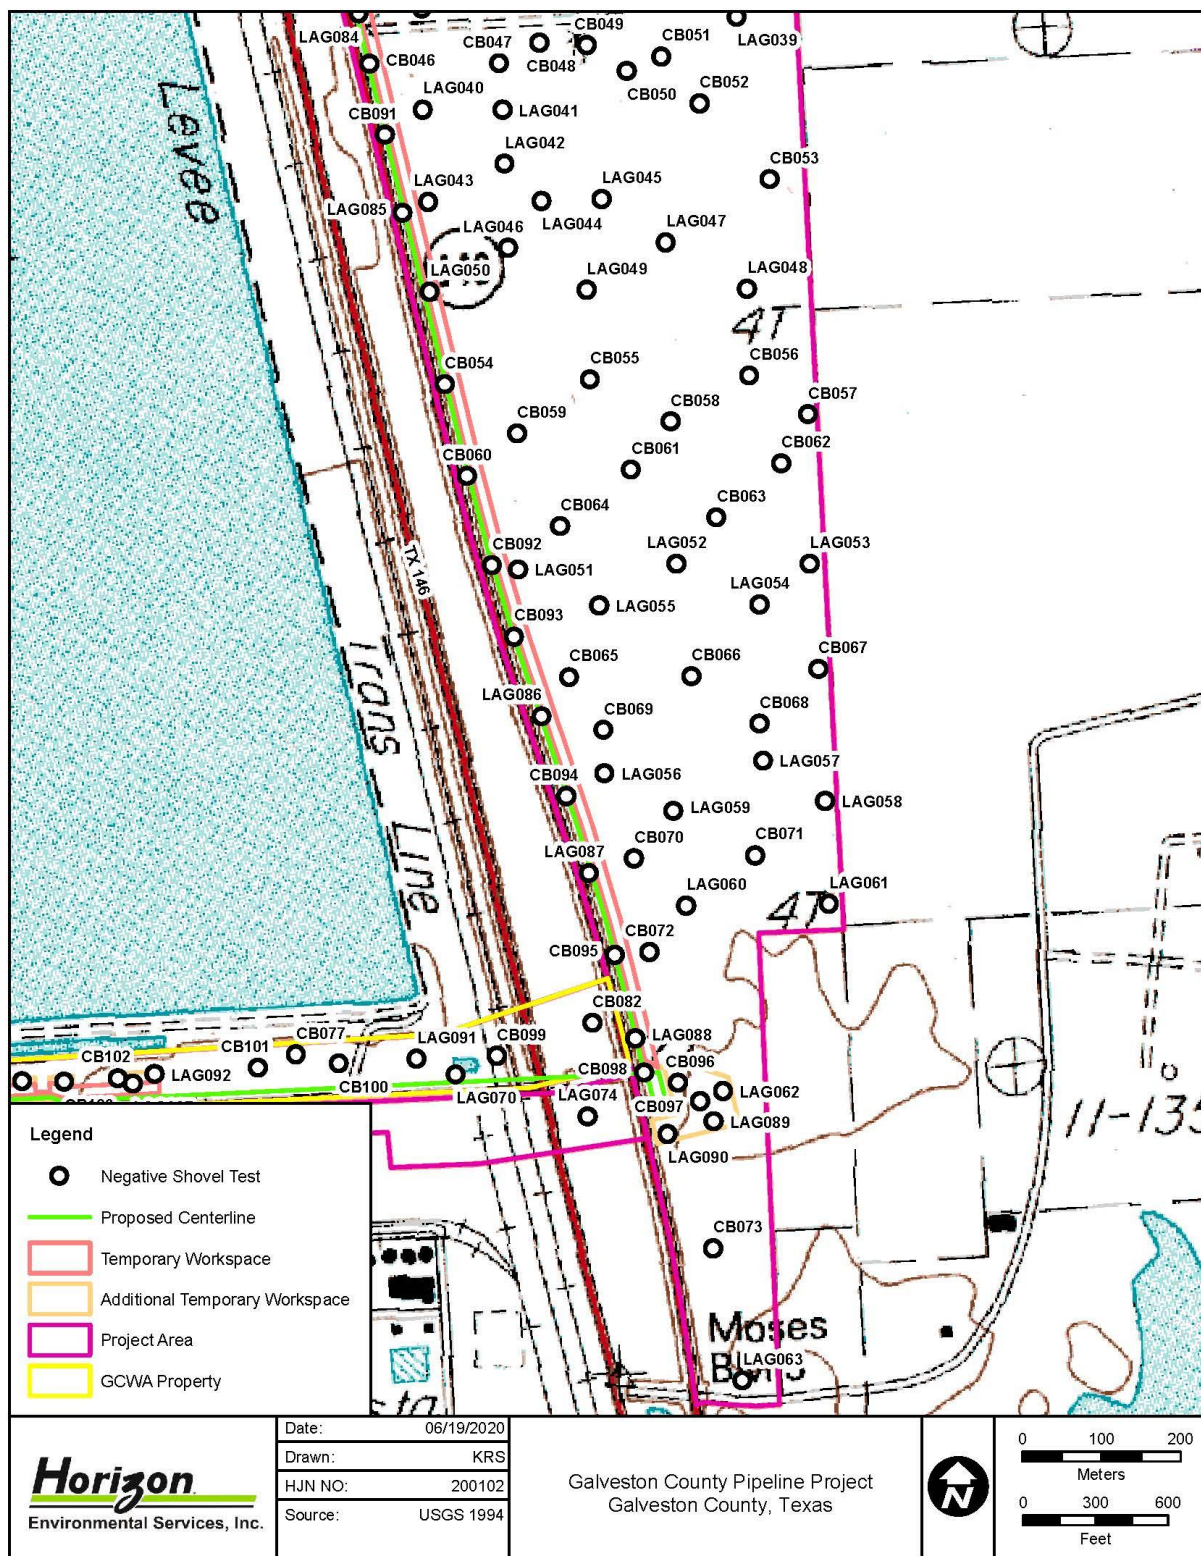 LAG084
CB046
CB047
CB049
CB048
CB051
CB050
LAG039
CB052
LAG040
LAG041
CB091
LAG042
CB053
Levee
LAG043
LAG045
LAG085
LAG044
LAG046
LAG047
LAG050
LAG049
LAG048
4T
CB054
CB055
CB056
CB059
CB058
CB057
CB060
CB061
CB062
CB064
CB063
CB092
LAG051
LAG052
LAG053
TX 146
LAG054
LAG055
CB093
CB065
CB066
CB067
Trans Line
LAG086
CB069
CB068
LAG056
LAG057
CB094
LAG059
LAG058
LAG087
CB070
CB071
LAG060
LAG061
4T
CB095
CB072
CB082
LAG088
CB102
CB101
CB077
LAG091
CB099
LAG092
CB100
CB098
CB096
LAG070
LAG074
CB097
LAG062
LAG089
LAG090
CB073
Moses
LAG063
Legend
Negative Shovel Test
Proposed Centerline
Temporary Workspace
Additional Temporary Workspace
Project Area
GCWA Property
Horizon
Environmental Services, Inc.
Date: 06/19/2020
Drawn: KRS
HJN NO: 200102
Source: USGS 1994
Galveston County Pipeline Project
Galveston County, Texas
N
0 100 200
Meters
0 300 600
Feet